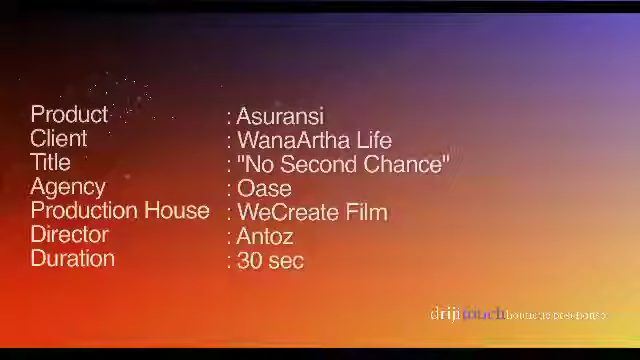 Product : Asuransi
Client : WanaArtha Life
Title : "No Second Chance"
Agency : Oase
Production House : WeCreate Film
Director : Antoz
Duration : 30 sec
drijitouch